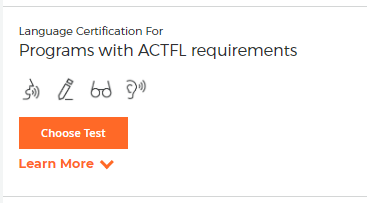 Language Certification For
Programs with ACTFL requirements
Choose Test
Learn More